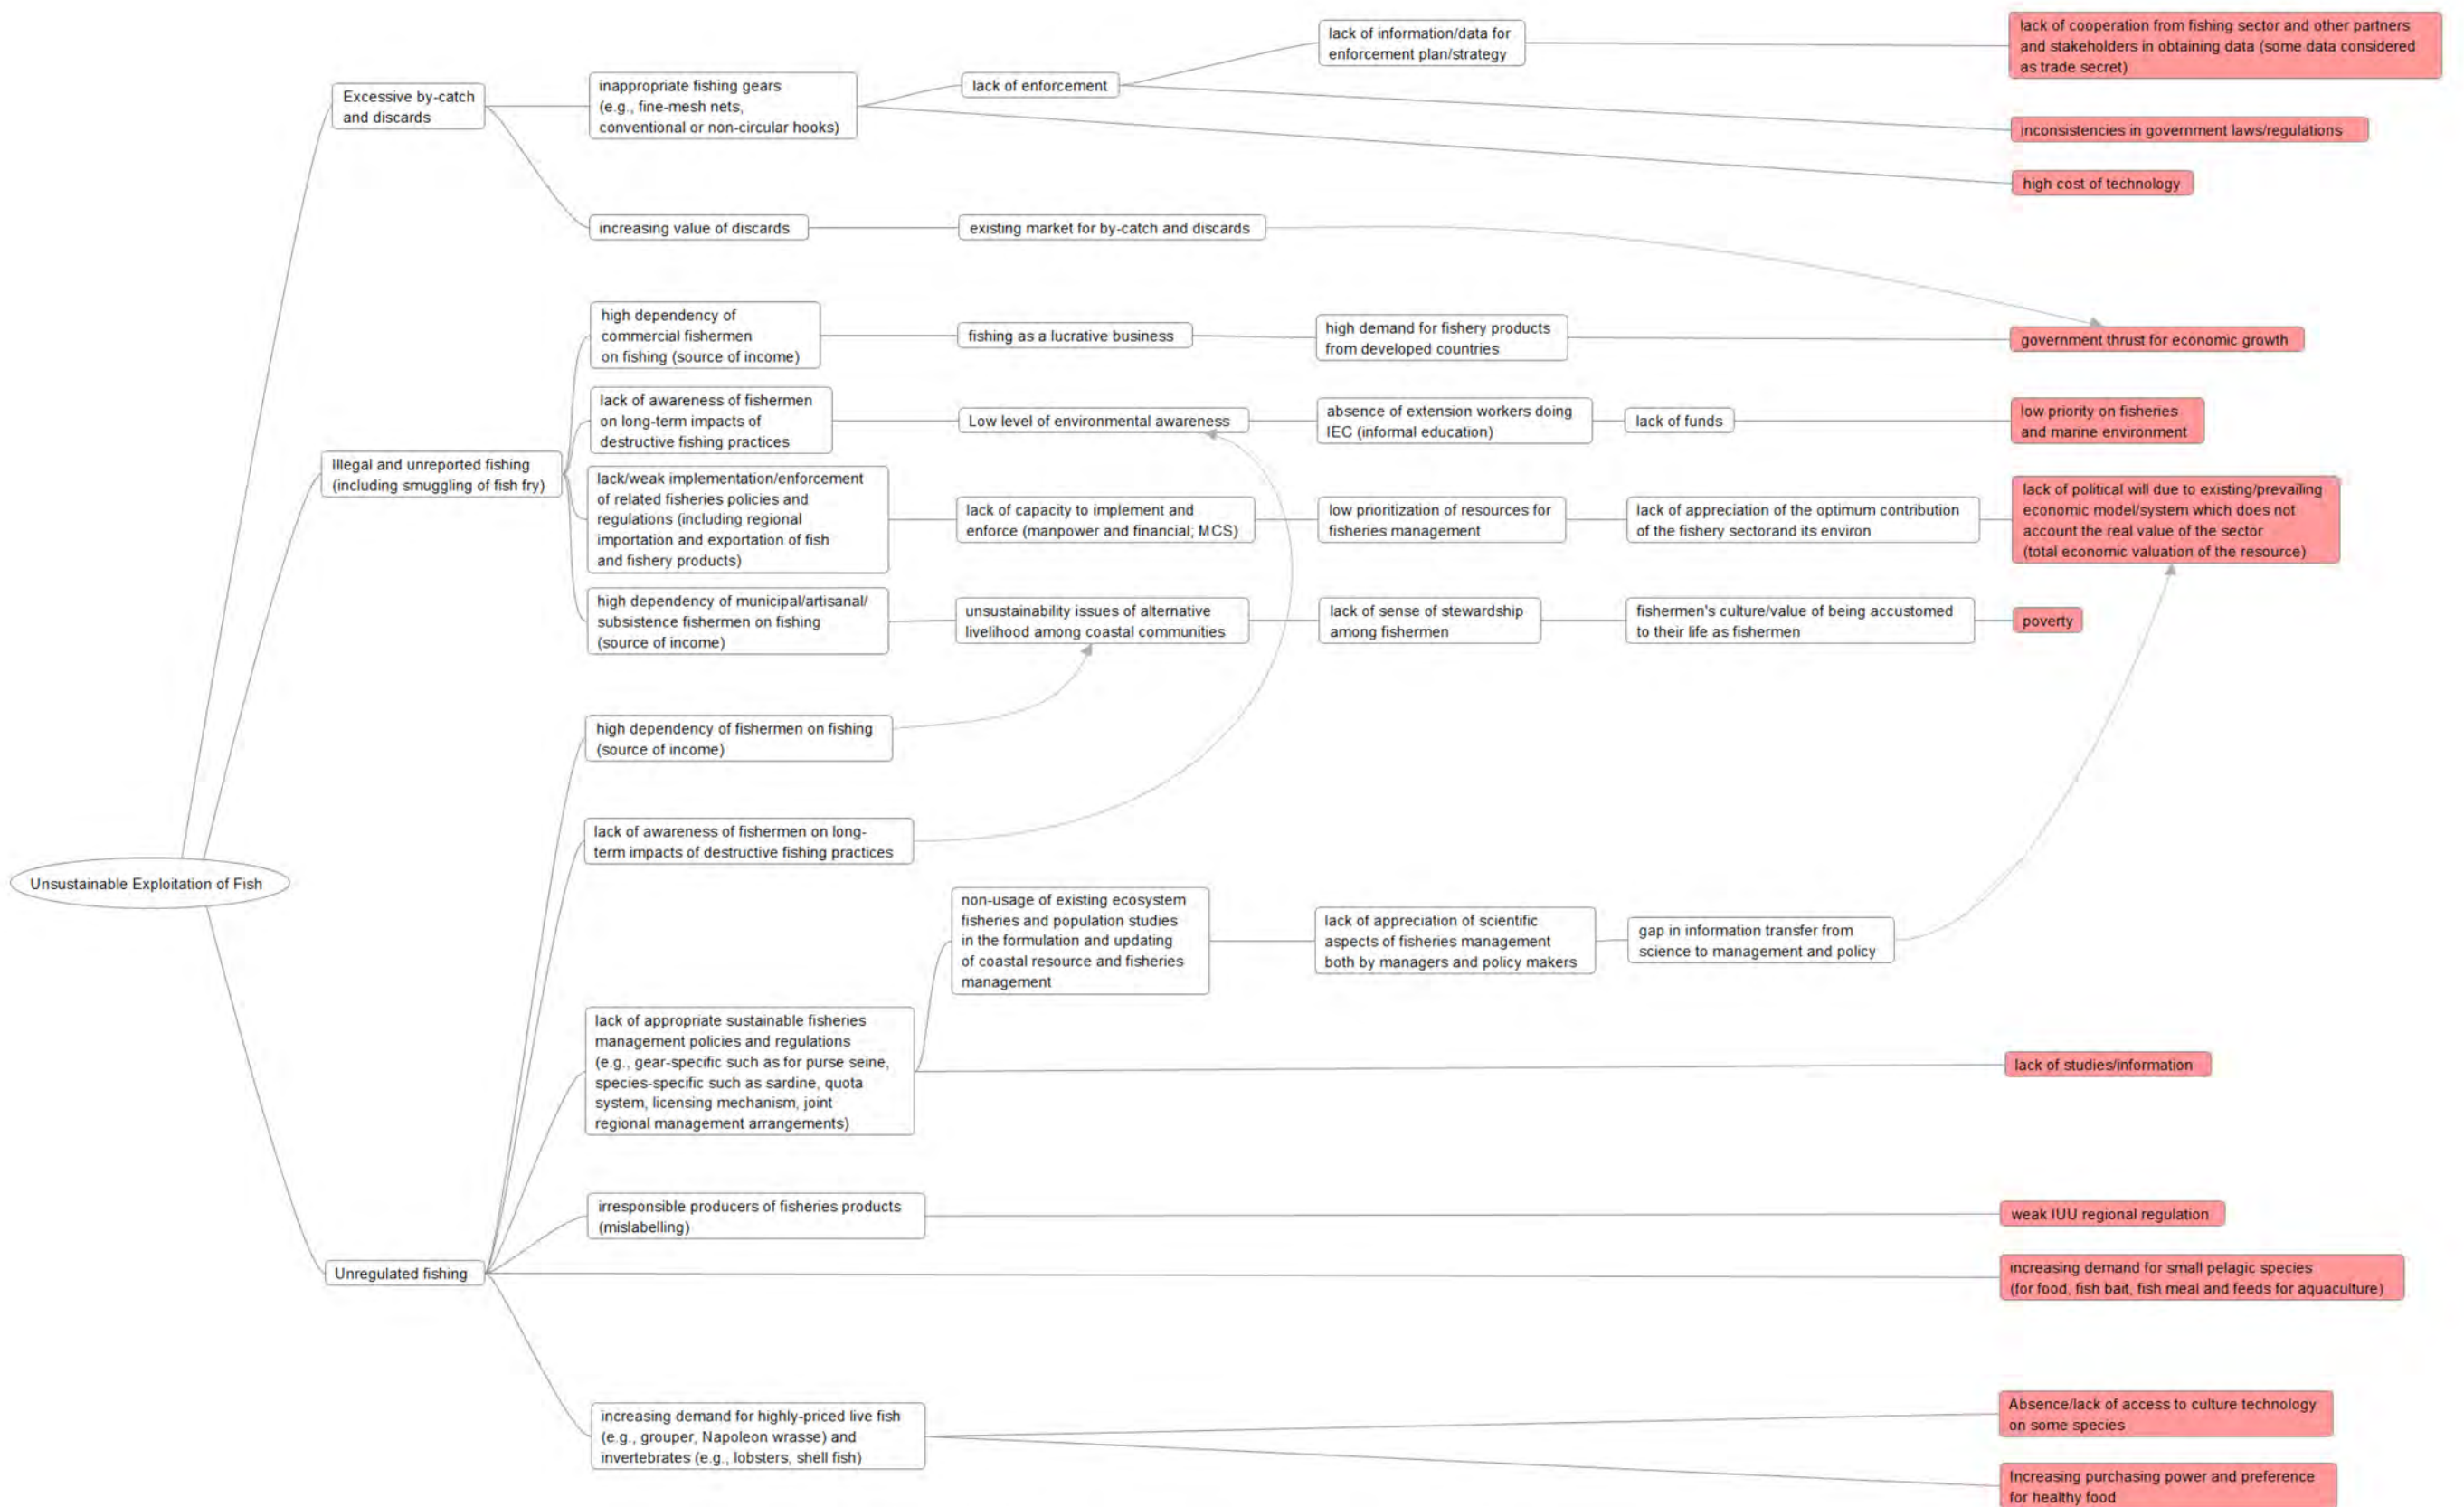 Unsustainable Exploitation of Fish
Excessive by-catch
and discards
inappropriate fishing gears
(e.g., fine-mesh nets,
conventional or non-circular hooks)
lack of enforcement
lack of information/data for
enforcement plan/strategy
lack of cooperation from fishing sector and other partners
and stakeholders in obtaining data (some data considered
as trade secret)
inconsistencies in government laws/regulations
high cost of technology
increasing value of discards
existing market for by-catch and discards
Illegal and unreported fishing
(including smuggling of fish fry)
high dependency of
commercial fishermen
on fishing (source of income)
fishing as a lucrative business
high demand for fishery products
from developed countries
government thrust for economic growth
lack of awareness of fishermen
on long-term impacts of
destructive fishing practices
Low level of environmental awareness
absence of extension workers doing
IEC (informal education)
lack of funds
low priority on fisheries
and marine environment
lack/weak implementation/enforcement
of related fisheries policies and
regulations (including regional
importation and exportation of fish
and fishery products)
lack of capacity to implement and
enforce (manpower and financial; MCS)
low prioritization of resources for
fisheries management
lack of appreciation of the optimum contribution
of the fishery sectorand its environ
lack of political will due to existing/prevailing
economic model/system which does not
account the real value of the sector
(total economic valuation of the resource)
high dependency of municipal/artisanal/
subsistence fishermen on fishing
(source of income)
unsustainability issues of alternative
livelihood among coastal communities
lack of sense of stewardship
among fishermen
fishermen's culture/value of being accustomed
to their life as fishermen
poverty
Unregulated fishing
high dependency of fishermen on fishing
(source of income)
lack of awareness of fishermen on long-
term impacts of destructive fishing practices
lack of appropriate sustainable fisheries
management policies and regulations
(e.g., gear-specific such as for purse seine,
species-specific such as sardine, quota
system, licensing mechanism, joint
regional management arrangements)
non-usage of existing ecosystem
fisheries and population studies
in the formulation and updating
of coastal resource and fisheries
management
lack of appreciation of scientific
aspects of fisheries management
both by managers and policy makers
gap in information transfer from
science to management and policy
lack of studies/information
irresponsible producers of fisheries products
(mislabelling)
weak IUU regional regulation
increasing demand for small pelagic species
(for food, fish bait, fish meal and feeds for aquaculture)
increasing demand for highly-priced live fish
(e.g., grouper, Napoleon wrasse) and
invertebrates (e.g., lobsters, shell fish)
Absence/lack of access to culture technology
on some species
Increasing purchasing power and preference
for healthy food